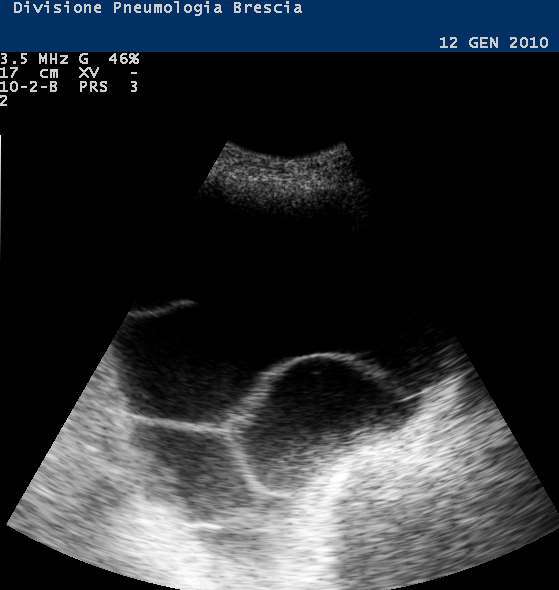 Divisione Pneumologia Brescia
12 GEN 2010
3.5 MHz G 46%
17 cm XV -
10-2-B PRS 3
2